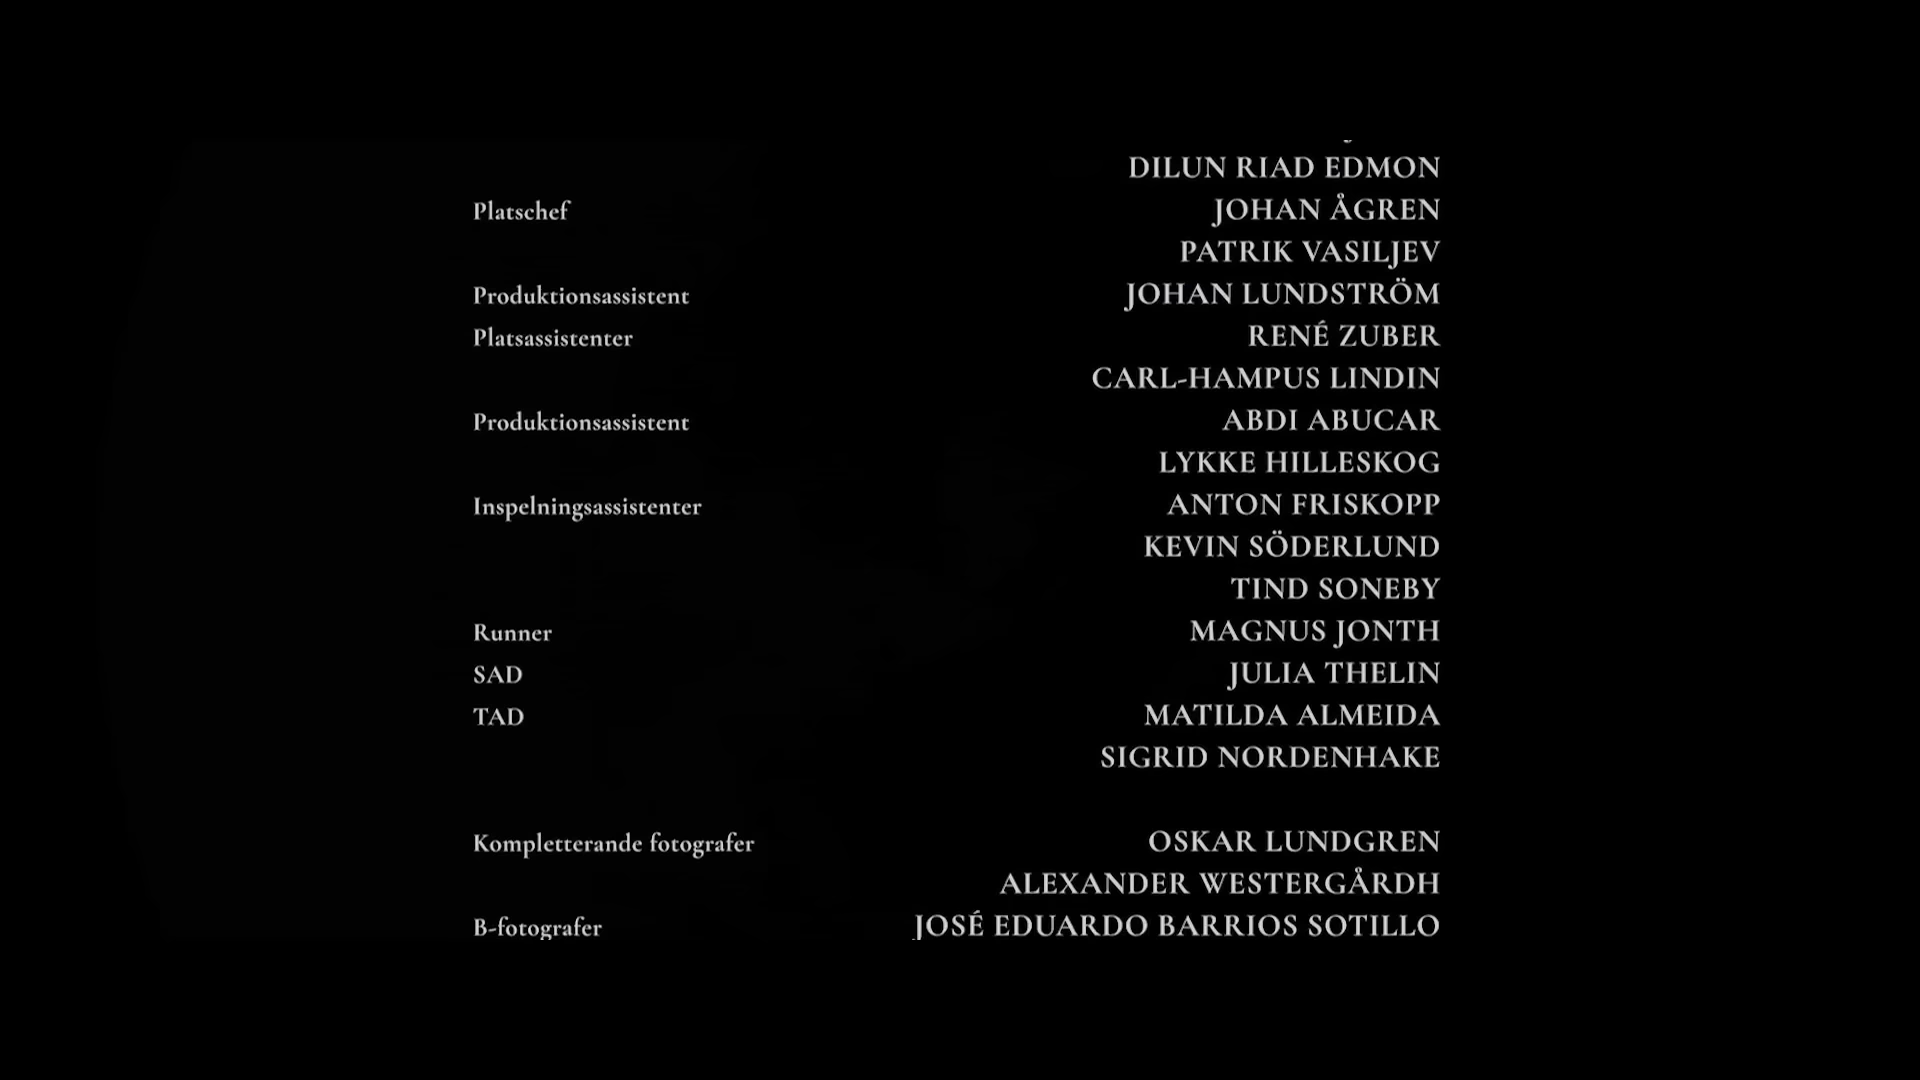 DILUN RIAD EDMON
Platschef JOHAN ÅGREN
PATRIK VASILJEV
Produktionsassistent JOHAN LUNDSTRÖM
Platsassistenter RENÉ ZUBER
CARL-HAMPUS LINDIN
Produktionsassistent ABDI ABUCAR
LYKKE HILLESKOG
Inspelningsassistenter ANTON FRISKOPP
KEVIN SÖDERLUND
TIND SONEBY
Runner MAGNUS JONTH
SAD JULIA THELIN
TAD MATILDA ALMEIDA
SIGRID NORDENHAKE
Kompletterande fotografer OSKAR LUNDGREN
ALEXANDER WESTERGÅRDH
B-fotografer JOSÉ EDUARDO BARRIOS SOTILLO